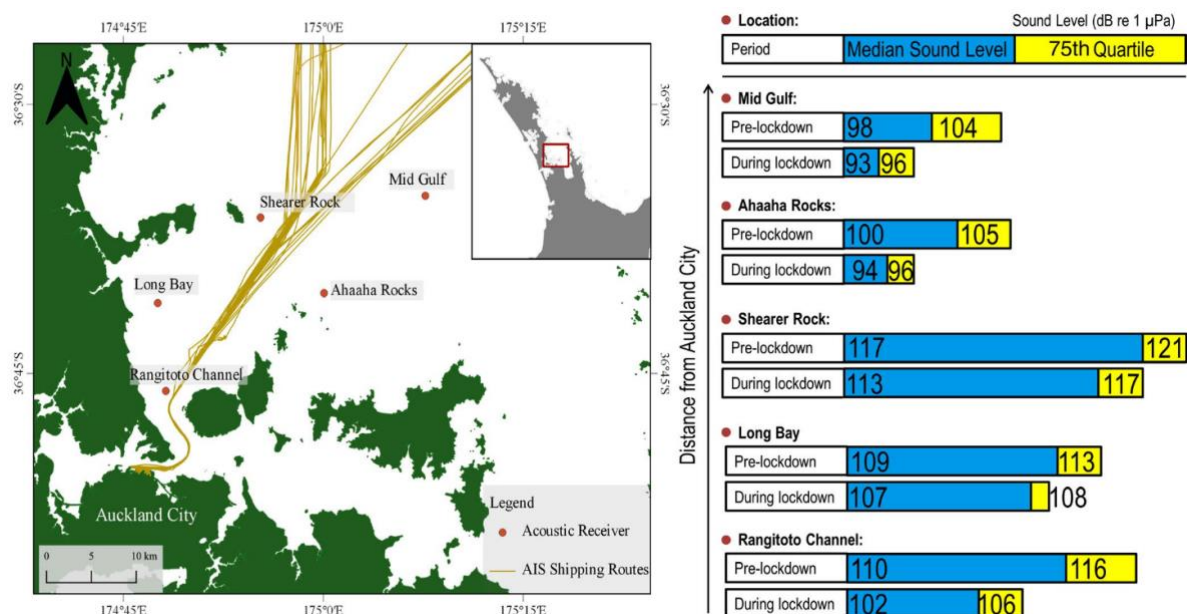 174°45'E
175°0'E
175°15'E
N
36°30'S
36°30'S
Mid Gulf
Shearer Rock
Long Bay
Ahaaha Rocks
36°45'S
36°45'S
Rangitoto Channel
Auckland City
Legend
Acoustic Receiver
AIS Shipping Routes
0 5 10 km
174°45'E
175°0'E
175°15'E
Location:
Sound Level (dB re 1 µPa)
Period
Median Sound Level
75th Quartile
Distance from Auckland City
Mid Gulf:
Pre-lockdown 98 104
During lockdown 93 96
Ahaaha Rocks:
Pre-lockdown 100 105
During lockdown 94 96
Shearer Rock:
Pre-lockdown 117 121
During lockdown 113 117
Long Bay
Pre-lockdown 109 113
During lockdown 107 108
Rangitoto Channel:
Pre-lockdown 110 116
During lockdown 102 106